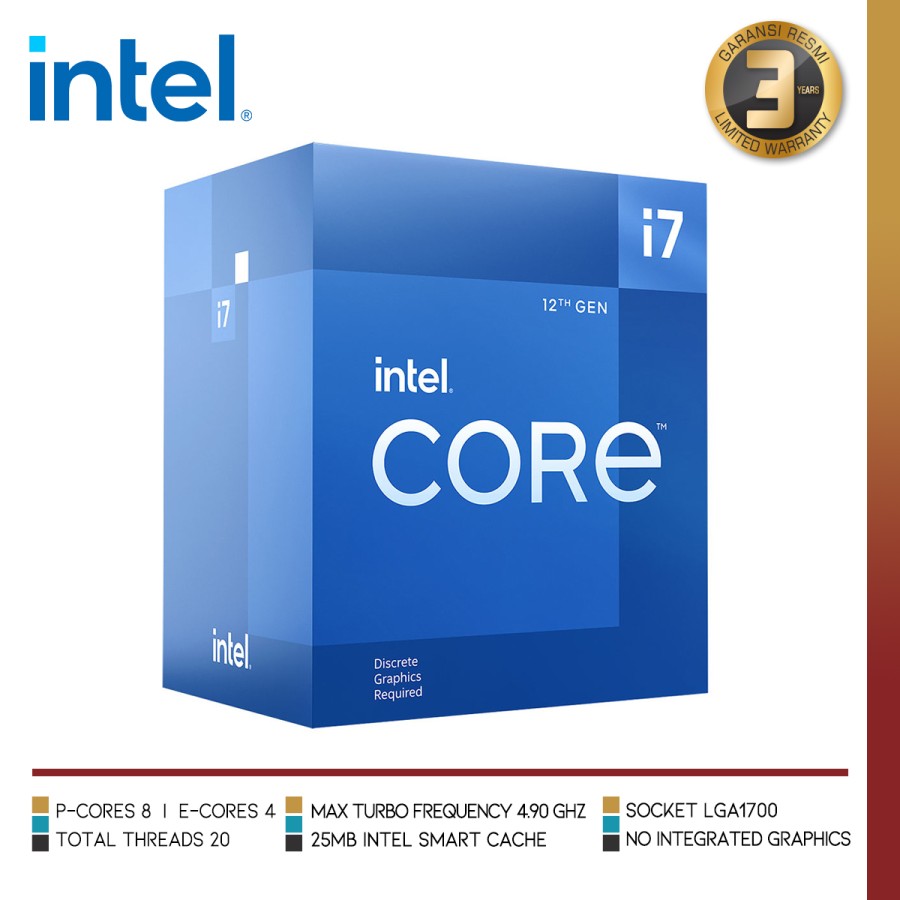 intel®
GARANSI RESMI
3 YEARS
LIMITED WARRANTY
i7
i7
12TH GEN
intel.
CORE™
intel.
Discrete
Graphics
Required
P-CORES 8 | E-CORES 4
TOTAL THREADS 20
MAX TURBO FREQUENCY 4.90 GHZ
25MB INTEL SMART CACHE
SOCKET LGA1700
NO INTEGRATED GRAPHICS